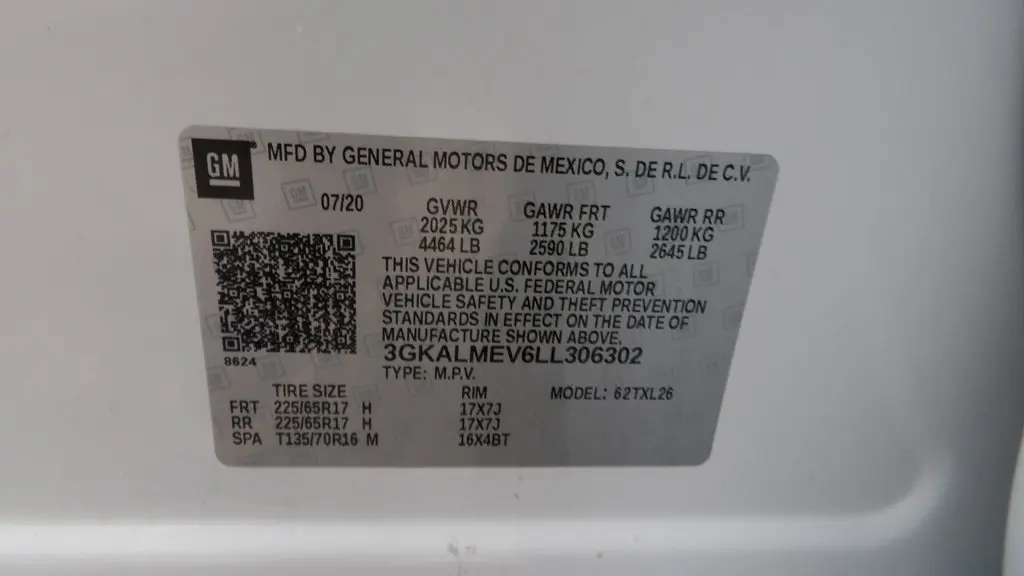 GM MFD BY GENERAL MOTORS DE MEXICO, S. DE R.L. DE C.V.
07/20 GVWR GAWR FRT GAWR RR
2025 KG 1175 KG 1200 KG
4464 LB 2590 LB 2645 LB
THIS VEHICLE CONFORMS TO ALL
APPLICABLE U.S. FEDERAL MOTOR
VEHICLE SAFETY AND THEFT PREVENTION
STANDARDS IN EFFECT ON THE DATE OF
MANUFACTURE SHOWN ABOVE.
8624 3GKALMEV6LL306302
TYPE: M.P.V.
TIRE SIZE RIM MODEL: 62TXL26
FRT 225/65R17 H 17X7J
RR 225/65R17 H 17X7J
SPA T135/70R16 M 16X4BT